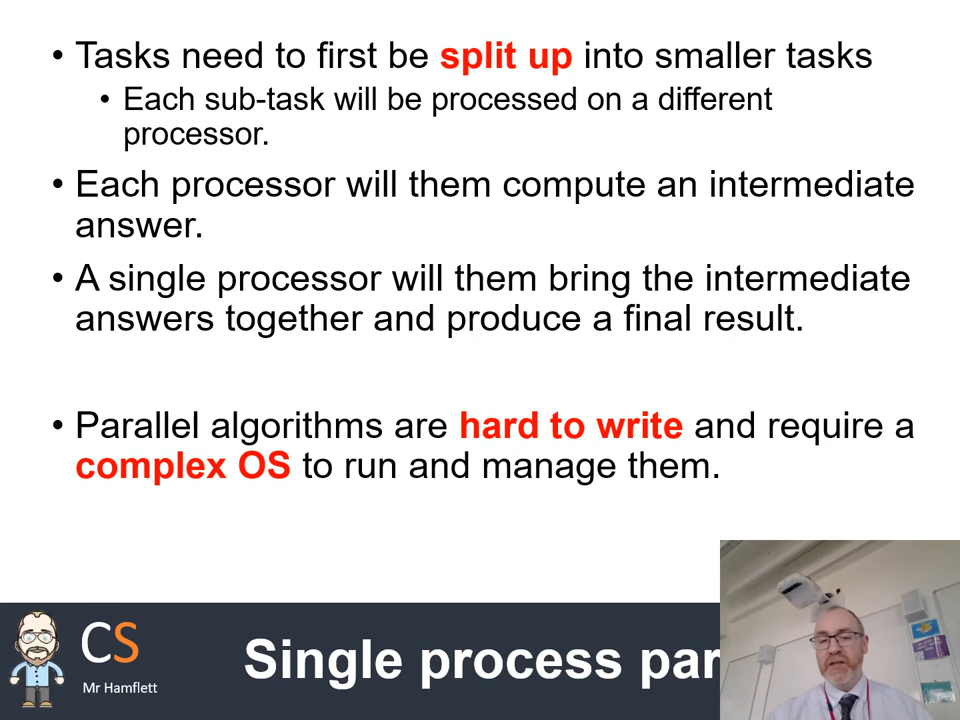 • Tasks need to first be split up into smaller tasks
• Each sub-task will be processed on a different
processor.
• Each processor will them compute an intermediate
answer.
• A single processor will them bring the intermediate
answers together and produce a final result.
• Parallel algorithms are hard to write and require a
complex OS to run and manage them.
CS
Mr Hamflett
Single process par